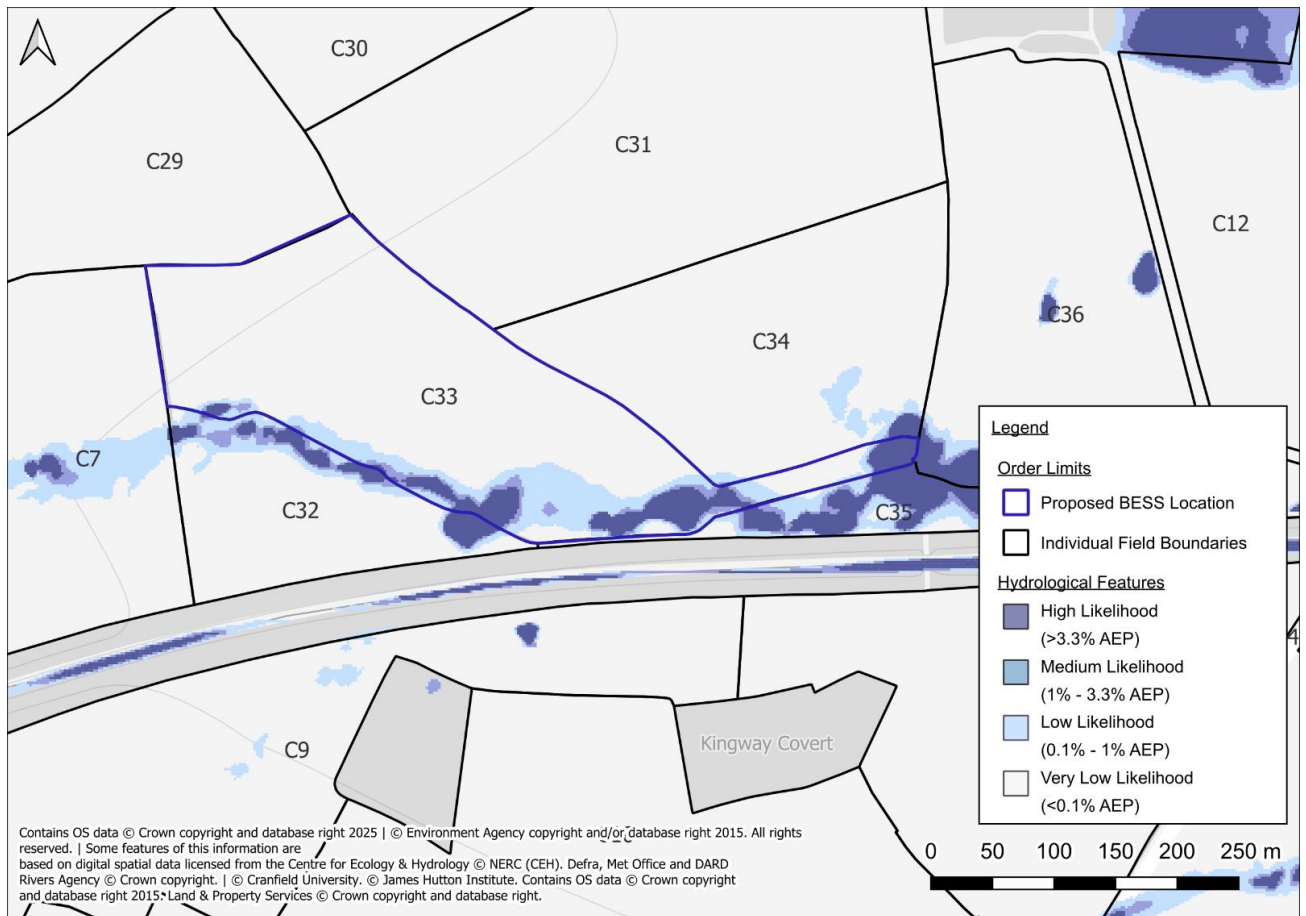 C30
C31
C29
C12
C36
C34
C33
C7
C32
C35
C9
Kingway Covert
Legend
Order Limits
Proposed BESS Location
Individual Field Boundaries
Hydrological Features
High Likelihood
(>3.3% AEP)
Medium Likelihood
(1% - 3.3% AEP)
Low Likelihood
(0.1% - 1% AEP)
Very Low Likelihood
(<0.1% AEP)
4
Contains OS data © Crown copyright and database right 2025 | © Environment Agency copyright and/or database right 2015. All rights
reserved. | Some features of this information are
based on digital spatial data licensed from the Centre for Ecology & Hydrology © NERC (CEH). Defra, Met Office and DARD
Rivers Agency © Crown copyright. | © Cranfield University. © James Hutton Institute. Contains OS data © Crown copyright
and database right 2015. Land & Property Services © Crown copyright and database right.
0 50 100 150 200 250 m